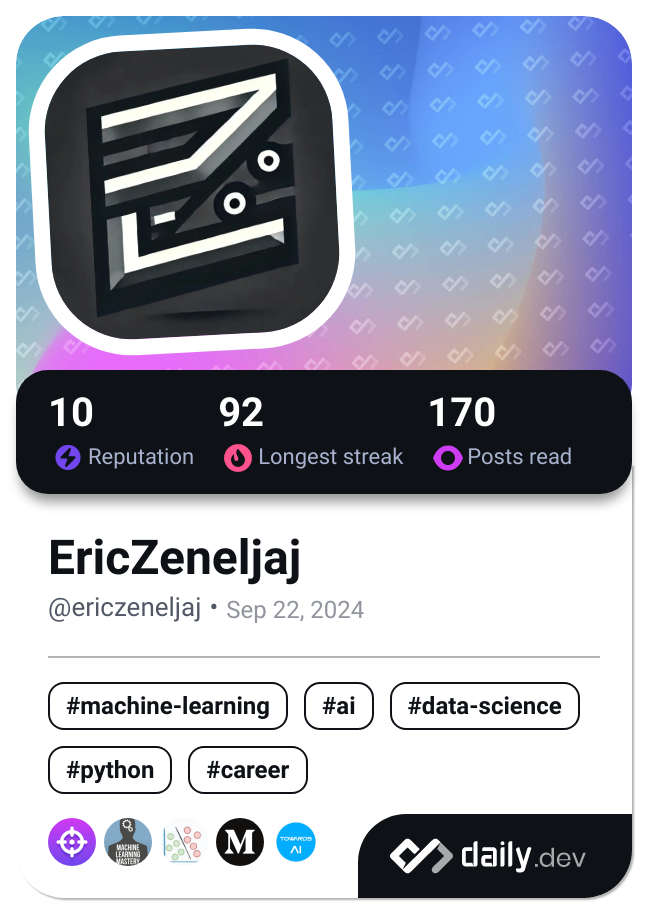 10 92 170
Reputation Longest streak Posts read
EricZeneljaj
@ericzeneljaj • Sep 22, 2024
#machine-learning #ai #data-science
#python #career
MACHINE
LEARNING
MASTERY
M
TOWARDS
AI
daily.dev